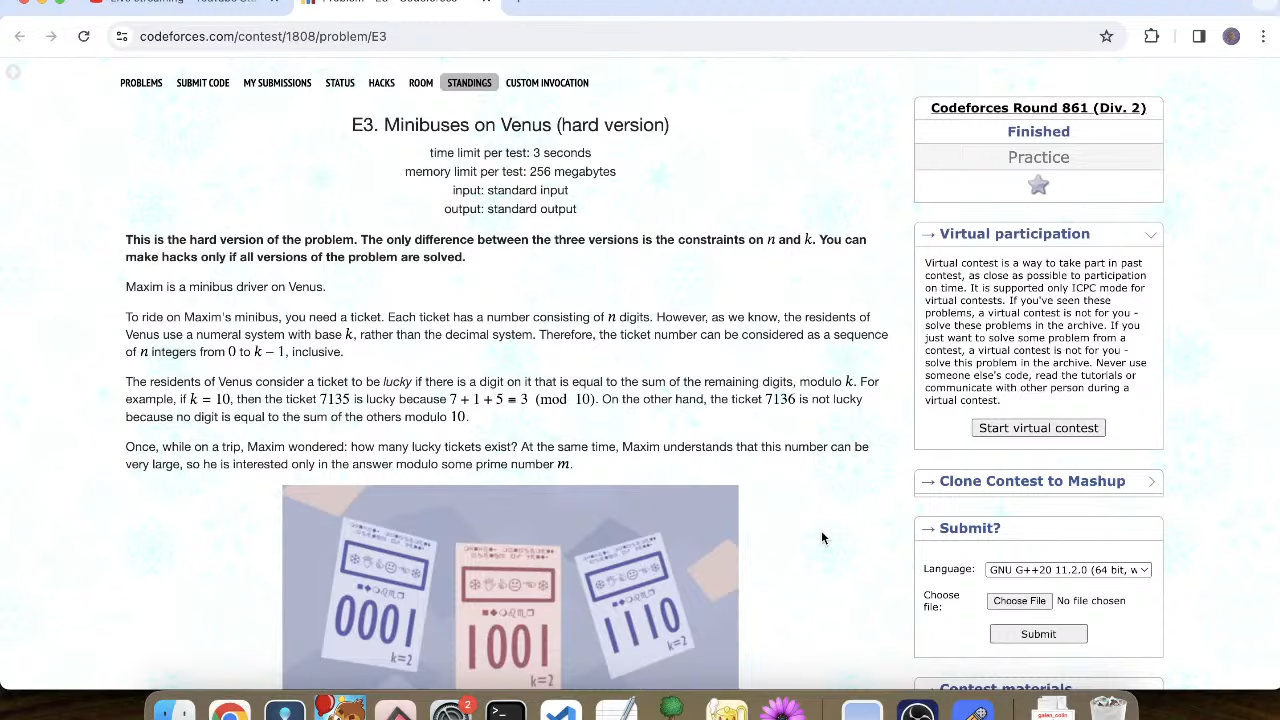 codeforces.com/contest/1808/problem/E3
PROBLEMS SUBMIT CODE MY SUBMISSIONS STATUS HACKS ROOM STANDINGS CUSTOM INVOCATION
E3. Minibuses on Venus (hard version)
time limit per test: 3 seconds
memory limit per test: 256 megabytes
input: standard input
output: standard output
This is the hard version of the problem. The only difference between the three versions is the constraints on n and k. You can
make hacks only if all versions of the problem are solved.
Maxim is a minibus driver on Venus.
To ride on Maxim's minibus, you need a ticket. Each ticket has a number consisting of n digits. However, as we know, the residents of
Venus use a numeral system with base k, rather than the decimal system. Therefore, the ticket number can be considered as a sequence
of n integers from 0 to k − 1, inclusive.
The residents of Venus consider a ticket to be lucky if there is a digit on it that is equal to the sum of the remaining digits, modulo k. For
example, if k = 10, then the ticket 7135 is lucky because 7 + 1 + 5 ≡ 3 (mod 10). On the other hand, the ticket 7136 is not lucky
because no digit is equal to the sum of the others modulo 10.
Once, while on a trip, Maxim wondered: how many lucky tickets exist? At the same time, Maxim understands that this number can be
very large, so he is interested only in the answer modulo some prime number m.
0001
k=2
1001
k=2
1110
k=2
Codeforces Round 861 (Div. 2)
Finished
Practice
→ Virtual participation
Virtual contest is a way to take part in past
contest, as close as possible to participation
on time. It is supported only ICPC mode for
virtual contests. If you've seen these
problems, a virtual contest is not for you -
solve these problems in the archive. If you
just want to solve some problem from a
contest, a virtual contest is not for you -
solve this problem in the archive. Never use
someone else's code, read the tutorials or
communicate with other person during a
contest.
Start virtual contest
→ Clone Contest to Mashup
→ Submit?
Language: GNU G++20 11.2.0 (64 bit, w
Choose
file: Choose File No file chosen
Submit
→ Contest materials
2
galen_colin